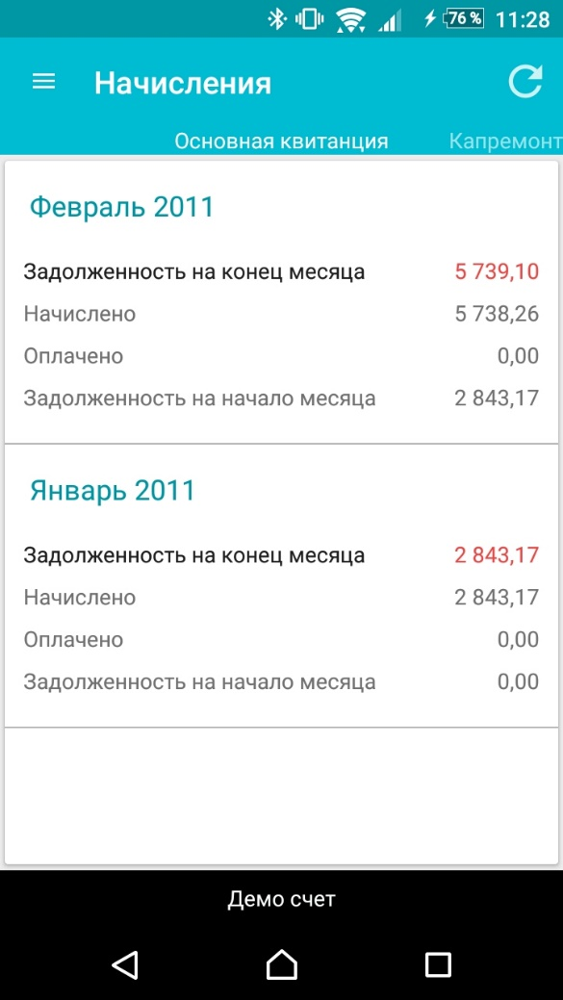 76 % 11:28
Начисления
Основная квитанция Капремонт
Февраль 2011
Задолженность на конец месяца 5 739,10
Начислено 5 738,26
Оплачено 0,00
Задолженность на начало месяца 2 843,17
Январь 2011
Задолженность на конец месяца 2 843,17
Начислено 2 843,17
Оплачено 0,00
Задолженность на начало месяца 0,00
Демо счет